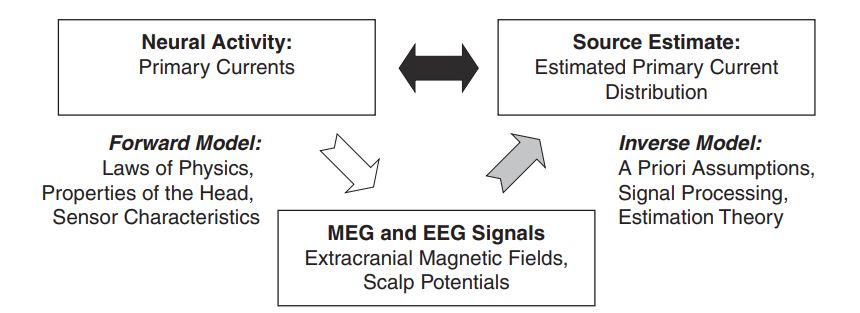 Neural Activity:
Primary Currents
Source Estimate:
Estimated Primary Current
Distribution
Forward Model:
Laws of Physics,
Properties of the Head,
Sensor Characteristics
Inverse Model:
A Priori Assumptions,
Signal Processing,
Estimation Theory
MEG and EEG Signals
Extracranial Magnetic Fields,
Scalp Potentials